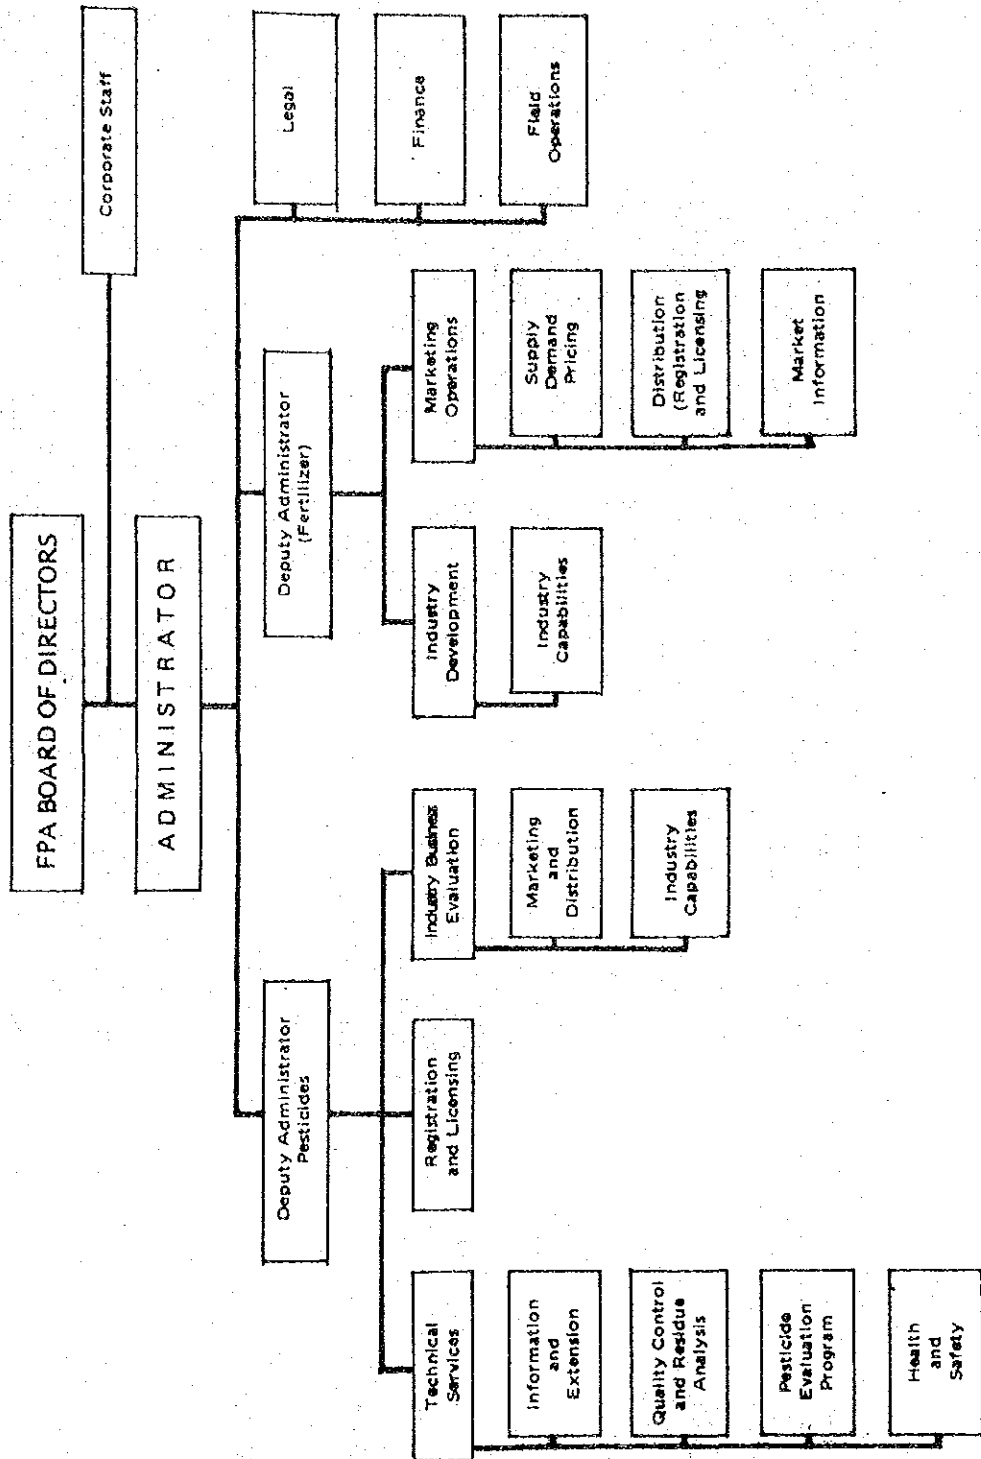 FPA BOARD OF DIRECTORS
Corporate Staff
ADMINISTRATOR
Deputy Administrator
Pesticides
Deputy Administrator
(Fertilizer)
Legal
Finance
Field
Operations
Technical
Services
Information
and
Extension
Quality Control
and Residue
Analysis
Pesticide
Evaluation
Program
Health
and
Safety
Registration
and Licensing
Industry Business
Evaluation
Marketing
and
Distribution
Industry
Capabilities
Industry
Development
Industry
Capabilities
Marketing
Operations
Supply
Demand
Pricing
Distribution
(Registration
and Licensing
Market
Information